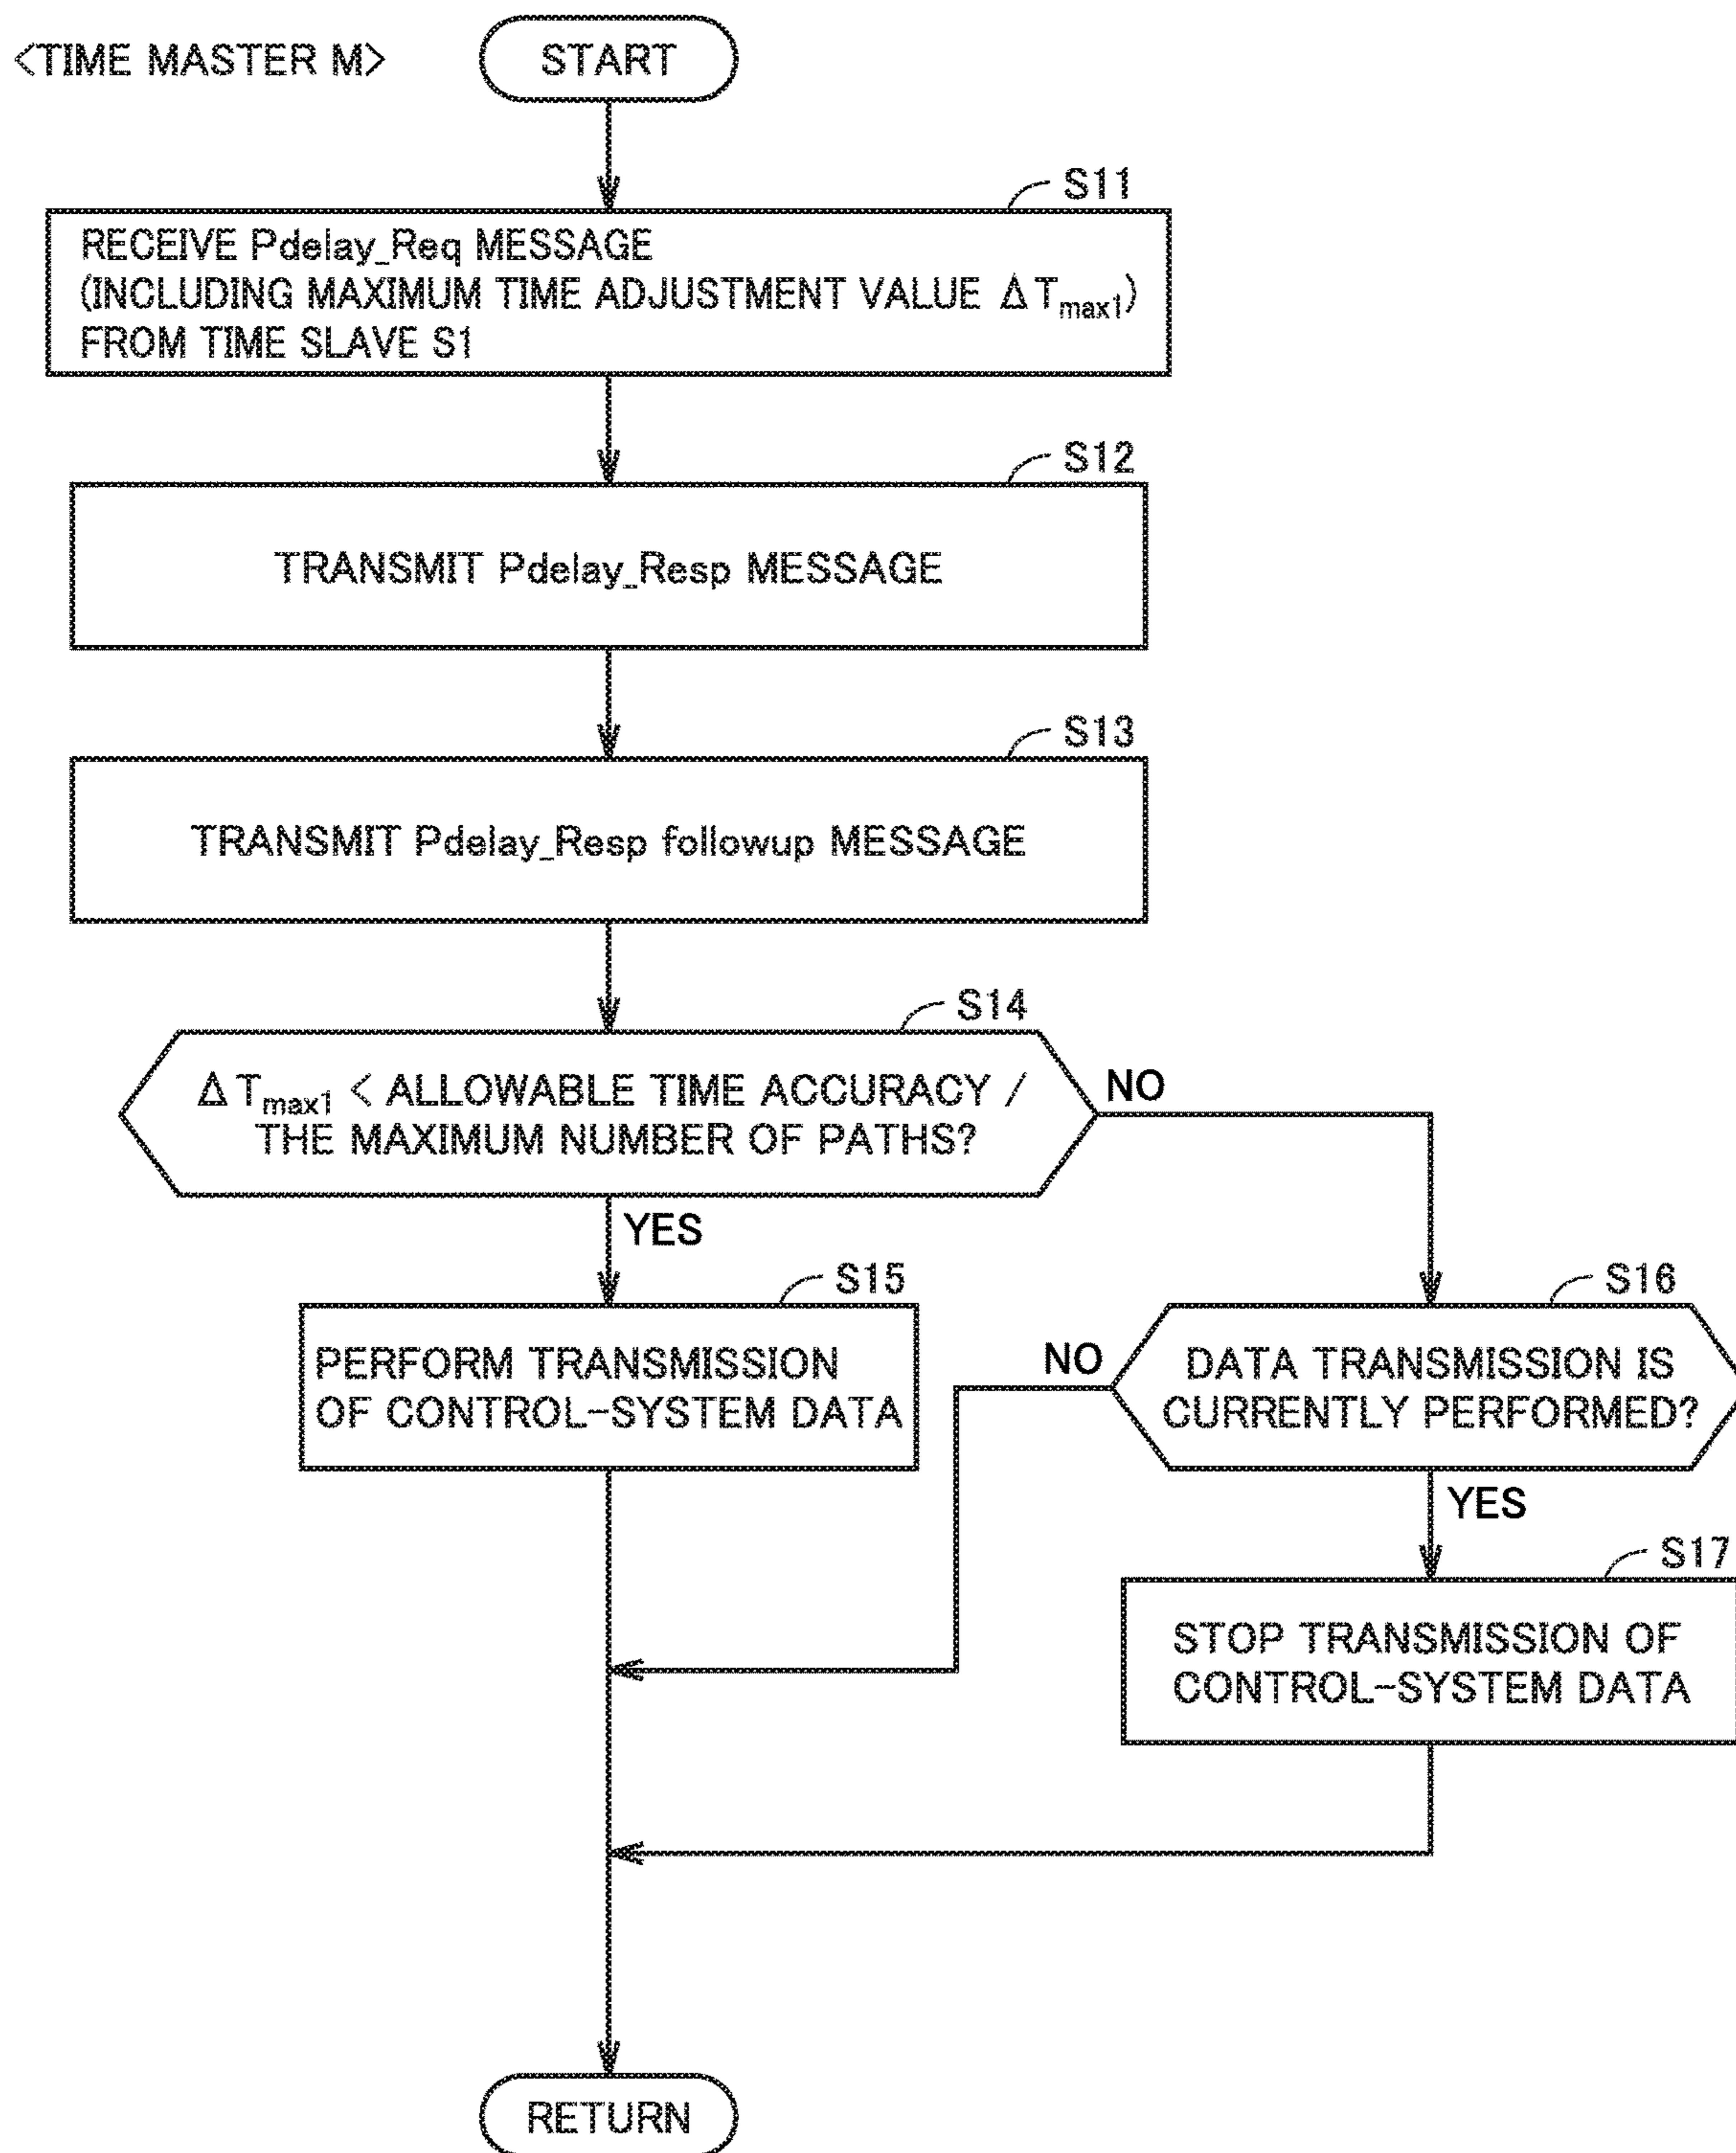 <TIME MASTER M>
START
S11
RECEIVE Pdelay_Req MESSAGE
(INCLUDING MAXIMUM TIME ADJUSTMENT VALUE ΔTmax1)
FROM TIME SLAVE S1
S12
TRANSMIT Pdelay_Resp MESSAGE
S13
TRANSMIT Pdelay_Resp followup MESSAGE
S14
ΔTmax1 < ALLOWABLE TIME ACCURACY /
THE MAXIMUM NUMBER OF PATHS?
NO
YES
S15
PERFORM TRANSMISSION
OF CONTROL-SYSTEM DATA
S16
NO
DATA TRANSMISSION IS
CURRENTLY PERFORMED?
YES
S17
STOP TRANSMISSION OF
CONTROL-SYSTEM DATA
RETURN